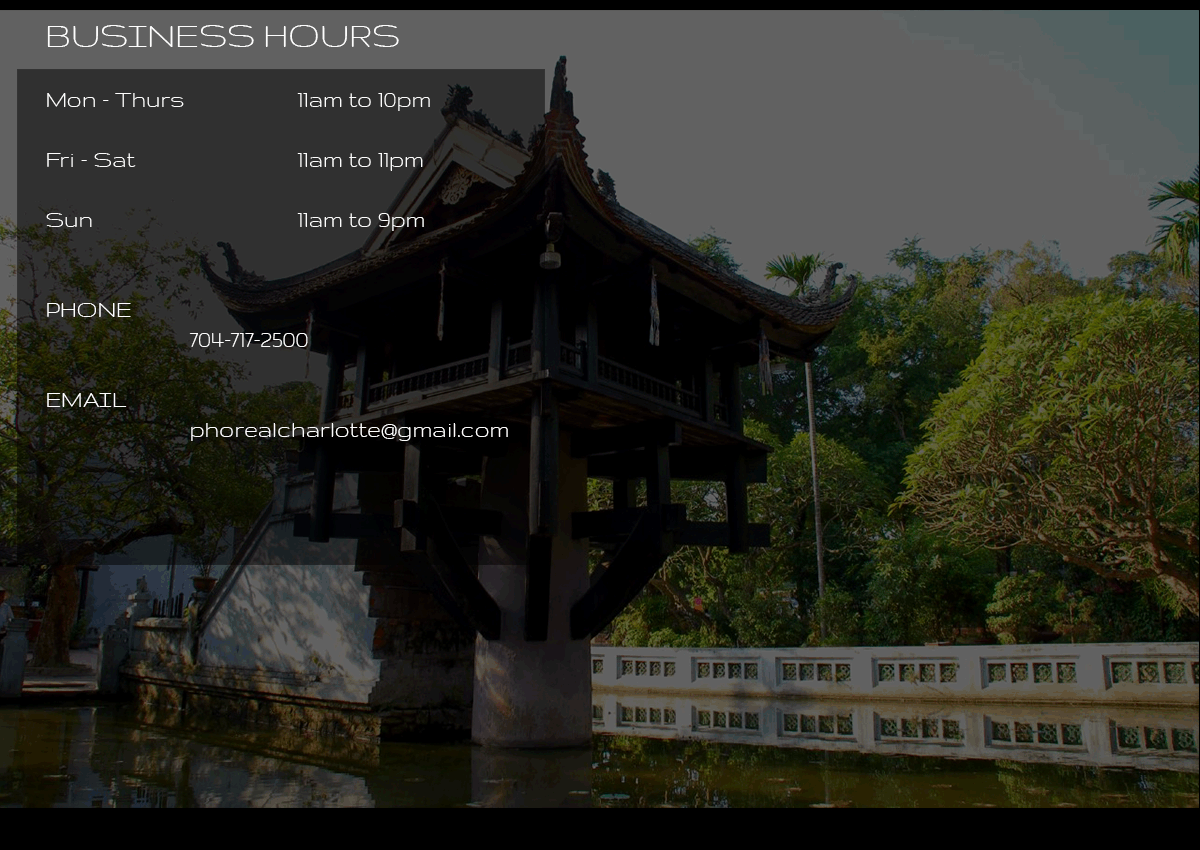 BUSINESS HOURS
Mon - Thurs 11am to 10pm
Fri - Sat 11am to 11pm
Sun 11am to 9pm
PHONE
704-717-2500
EMAIL
phorealcharlotte@gmail.com